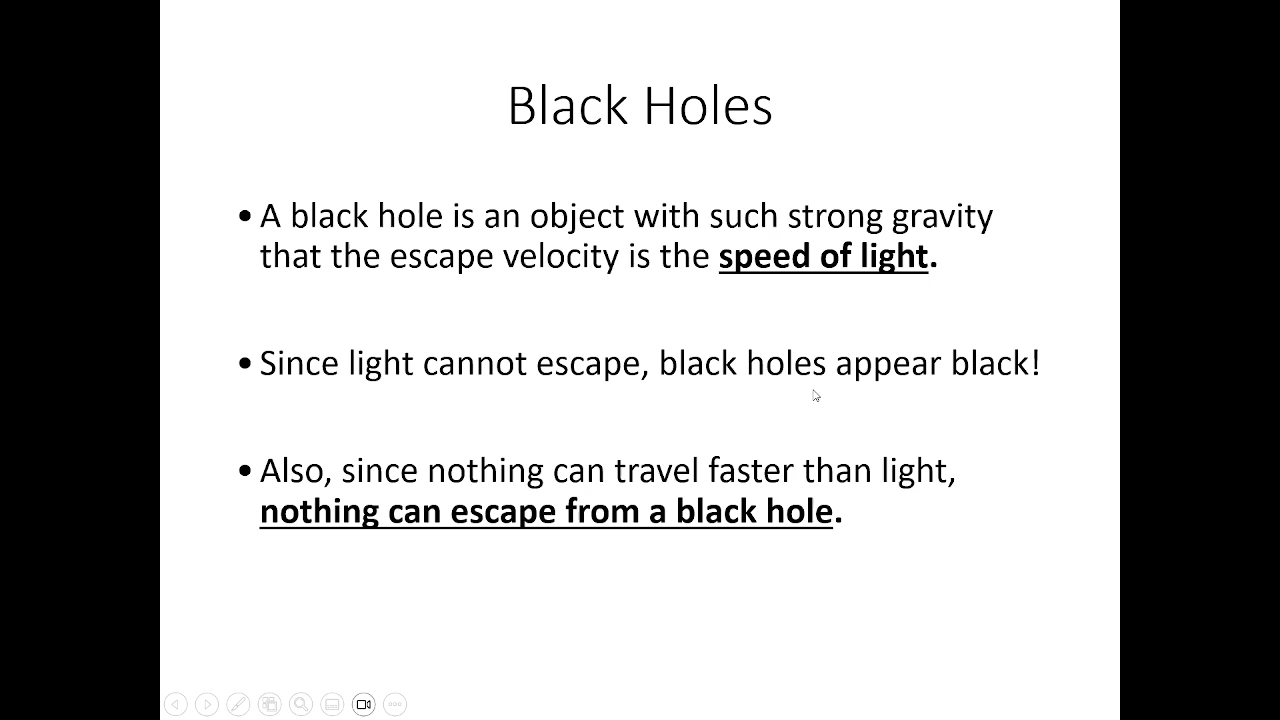 Black Holes
• A black hole is an object with such strong gravity
that the escape velocity is the speed of light.
• Since light cannot escape, black holes appear black!
• Also, since nothing can travel faster than light,
nothing can escape from a black hole.